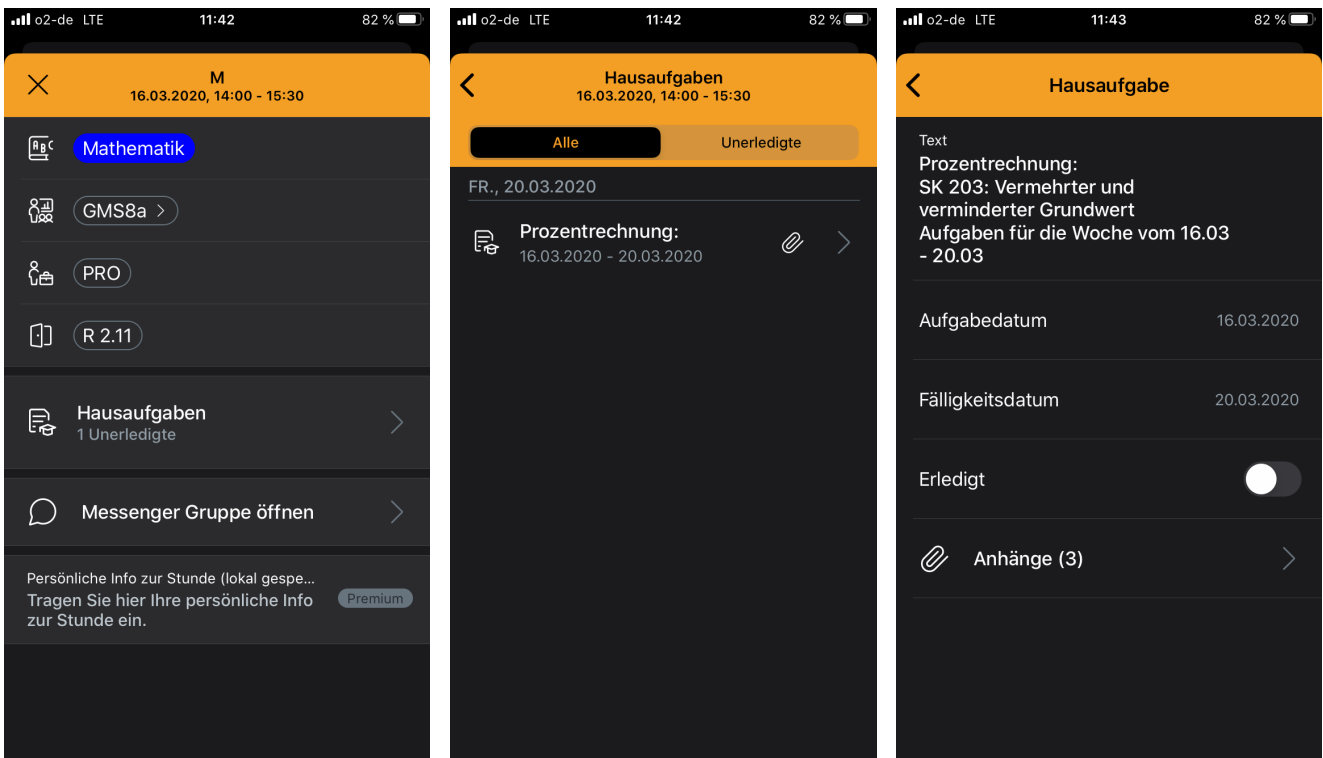 o2-de LTE 11:42 82 %
M
16.03.2020, 14:00 - 15:30
ABC Mathematik
GMS8a >
PRO
R 2.11
Hausaufgaben
1 Unerledigte
Messenger Gruppe öffnen
Persönliche Info zur Stunde (lokal gespe...
Tragen Sie hier Ihre persönliche Info
zur Stunde ein.
Premium
o2-de LTE 11:42 82 %
Hausaufgaben
16.03.2020, 14:00 - 15:30
Alle Unerledigte
FR., 20.03.2020
Prozentrechnung:
16.03.2020 - 20.03.2020
o2-de LTE 11:43 82 %
Hausaufgabe
Text
Prozentrechnung:
SK 203: Vermehrter und
verminderter Grundwert
Aufgaben für die Woche vom 16.03
- 20.03
Aufgabedatum 16.03.2020
Fälligkeitsdatum 20.03.2020
Erledigt
Anhänge (3)